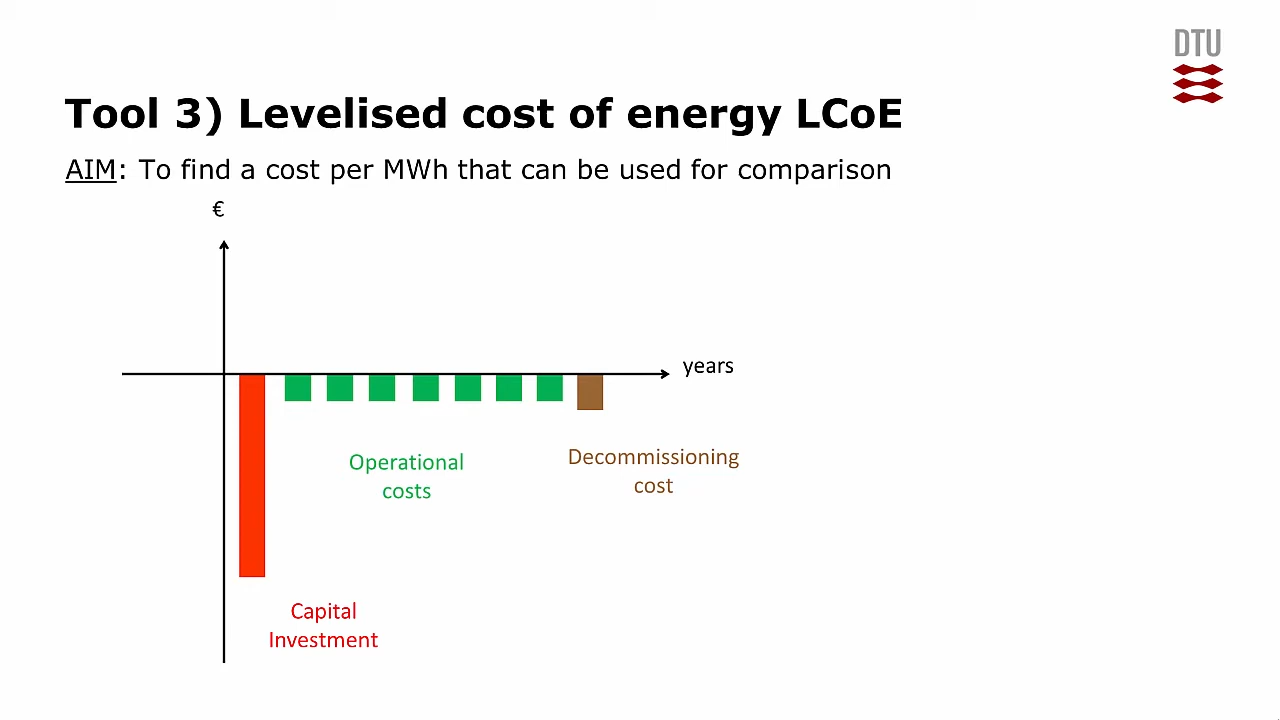 DTU
Tool 3) Levelised cost of energy LCoE
AIM: To find a cost per MWh that can be used for comparison
€
years
Operational
costs
Decommissioning
cost
Capital
Investment